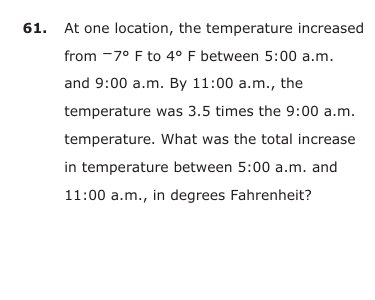 61. At one location, the temperature increased
from ⁻7° F to 4° F between 5:00 a.m.
and 9:00 a.m. By 11:00 a.m., the
temperature was 3.5 times the 9:00 a.m.
temperature. What was the total increase
in temperature between 5:00 a.m. and
11:00 a.m., in degrees Fahrenheit?